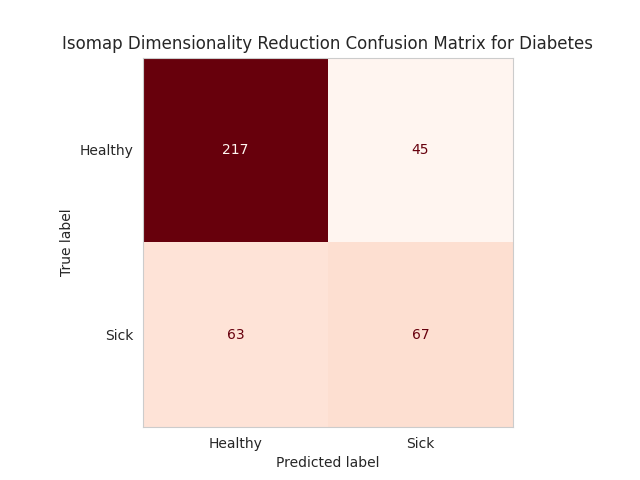 Isomap Dimensionality Reduction Confusion Matrix for Diabetes
True label
Healthy
217
45
Sick
63
67
Healthy
Sick
Predicted label